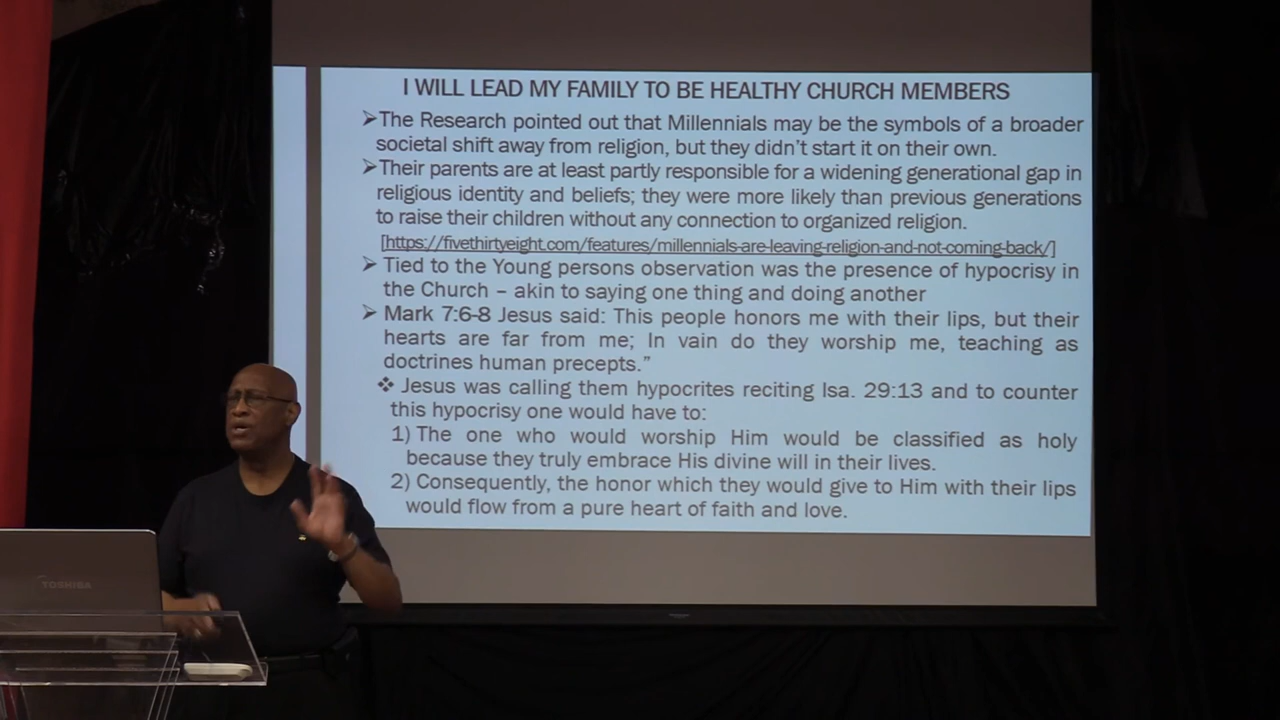 I WILL LEAD MY FAMILY TO BE HEALTHY CHURCH MEMBERS
➢The Research pointed out that Millennials may be the symbols of a broader
societal shift away from religion, but they didn't start it on their own.
➢Their parents are at least partly responsible for a widening generational gap in
religious identity and beliefs; they were more likely than previous generations
to raise their children without any connection to organized religion.
[https://fivethirtyeight.com/features/millennials-are-leaving-religion-and-not-coming-back/]
➢ Tied to the Young persons observation was the presence of hypocrisy in
the Church – akin to saying one thing and doing another
➢ Mark 7:6-8 Jesus said: This people honors me with their lips, but their
hearts are far from me; In vain do they worship me, teaching as
doctrines human precepts.”
❖ Jesus was calling them hypocrites reciting Isa. 29:13 and to counter
this hypocrisy one would have to:
1) The one who would worship Him would be classified as holy
because they truly embrace His divine will in their lives.
2) Consequently, the honor which they would give to Him with their lips
would flow from a pure heart of faith and love.
TOSHIBA